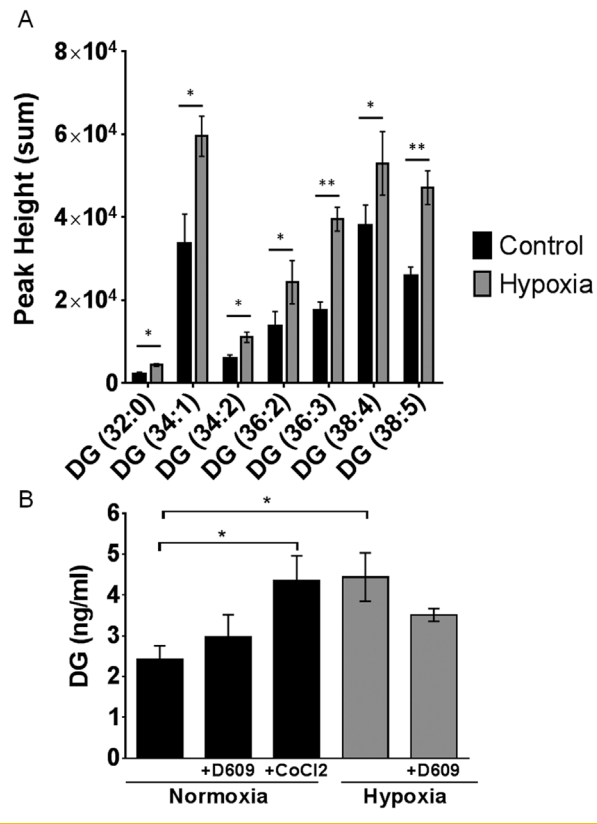 A
Peak Height (sum)
8×10⁴
6×10⁴
4×10⁴
2×10⁴
0
*
*
*
*
**
*
**
DG (32:0)
DG (34:1)
DG (34:2)
DG (36:2)
DG (36:3)
DG (38:4)
DG (38:5)
Control
Hypoxia
B
DG (ng/ml)
6
5
4
3
2
1
0
*
*
+D609
+CoCl2
+D609
Normoxia
Hypoxia